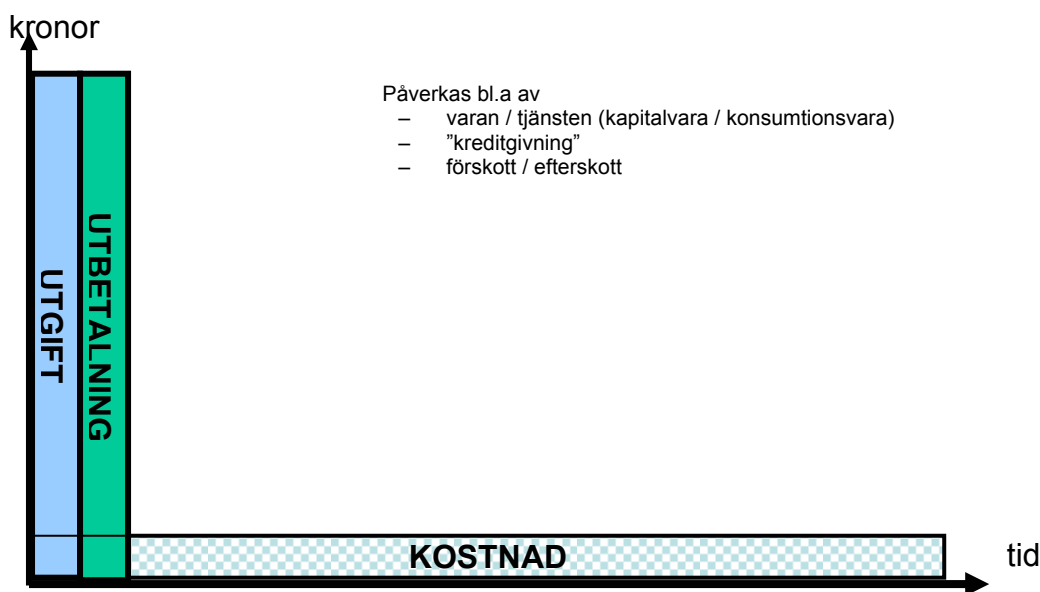 kronor
Påverkas bl.a av
– varan / tjänsten (kapitalvara / konsumtionsvara)
– ”kreditgivning”
– förskott / efterskott
UTGIFT
UTBETALNING
KOSTNAD
tid